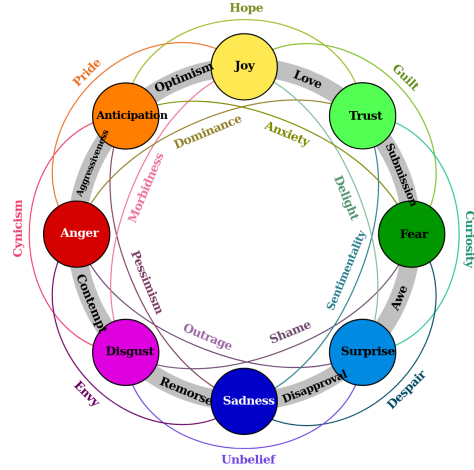 Hope
Pride
Guilt
Joy
Optimism
Love
Anticipation
Trust
Dominance
Anxiety
Aggressiveness
Submission
Morbidness
Delight
Cynicism
Anger
Fear
Curiosity
Pessimism
Sentimentality
Contempt
Awe
Outrage
Shame
Disgust
Surprise
Envy
Remorse
Sadness
Disapproval
Despair
Unbelief